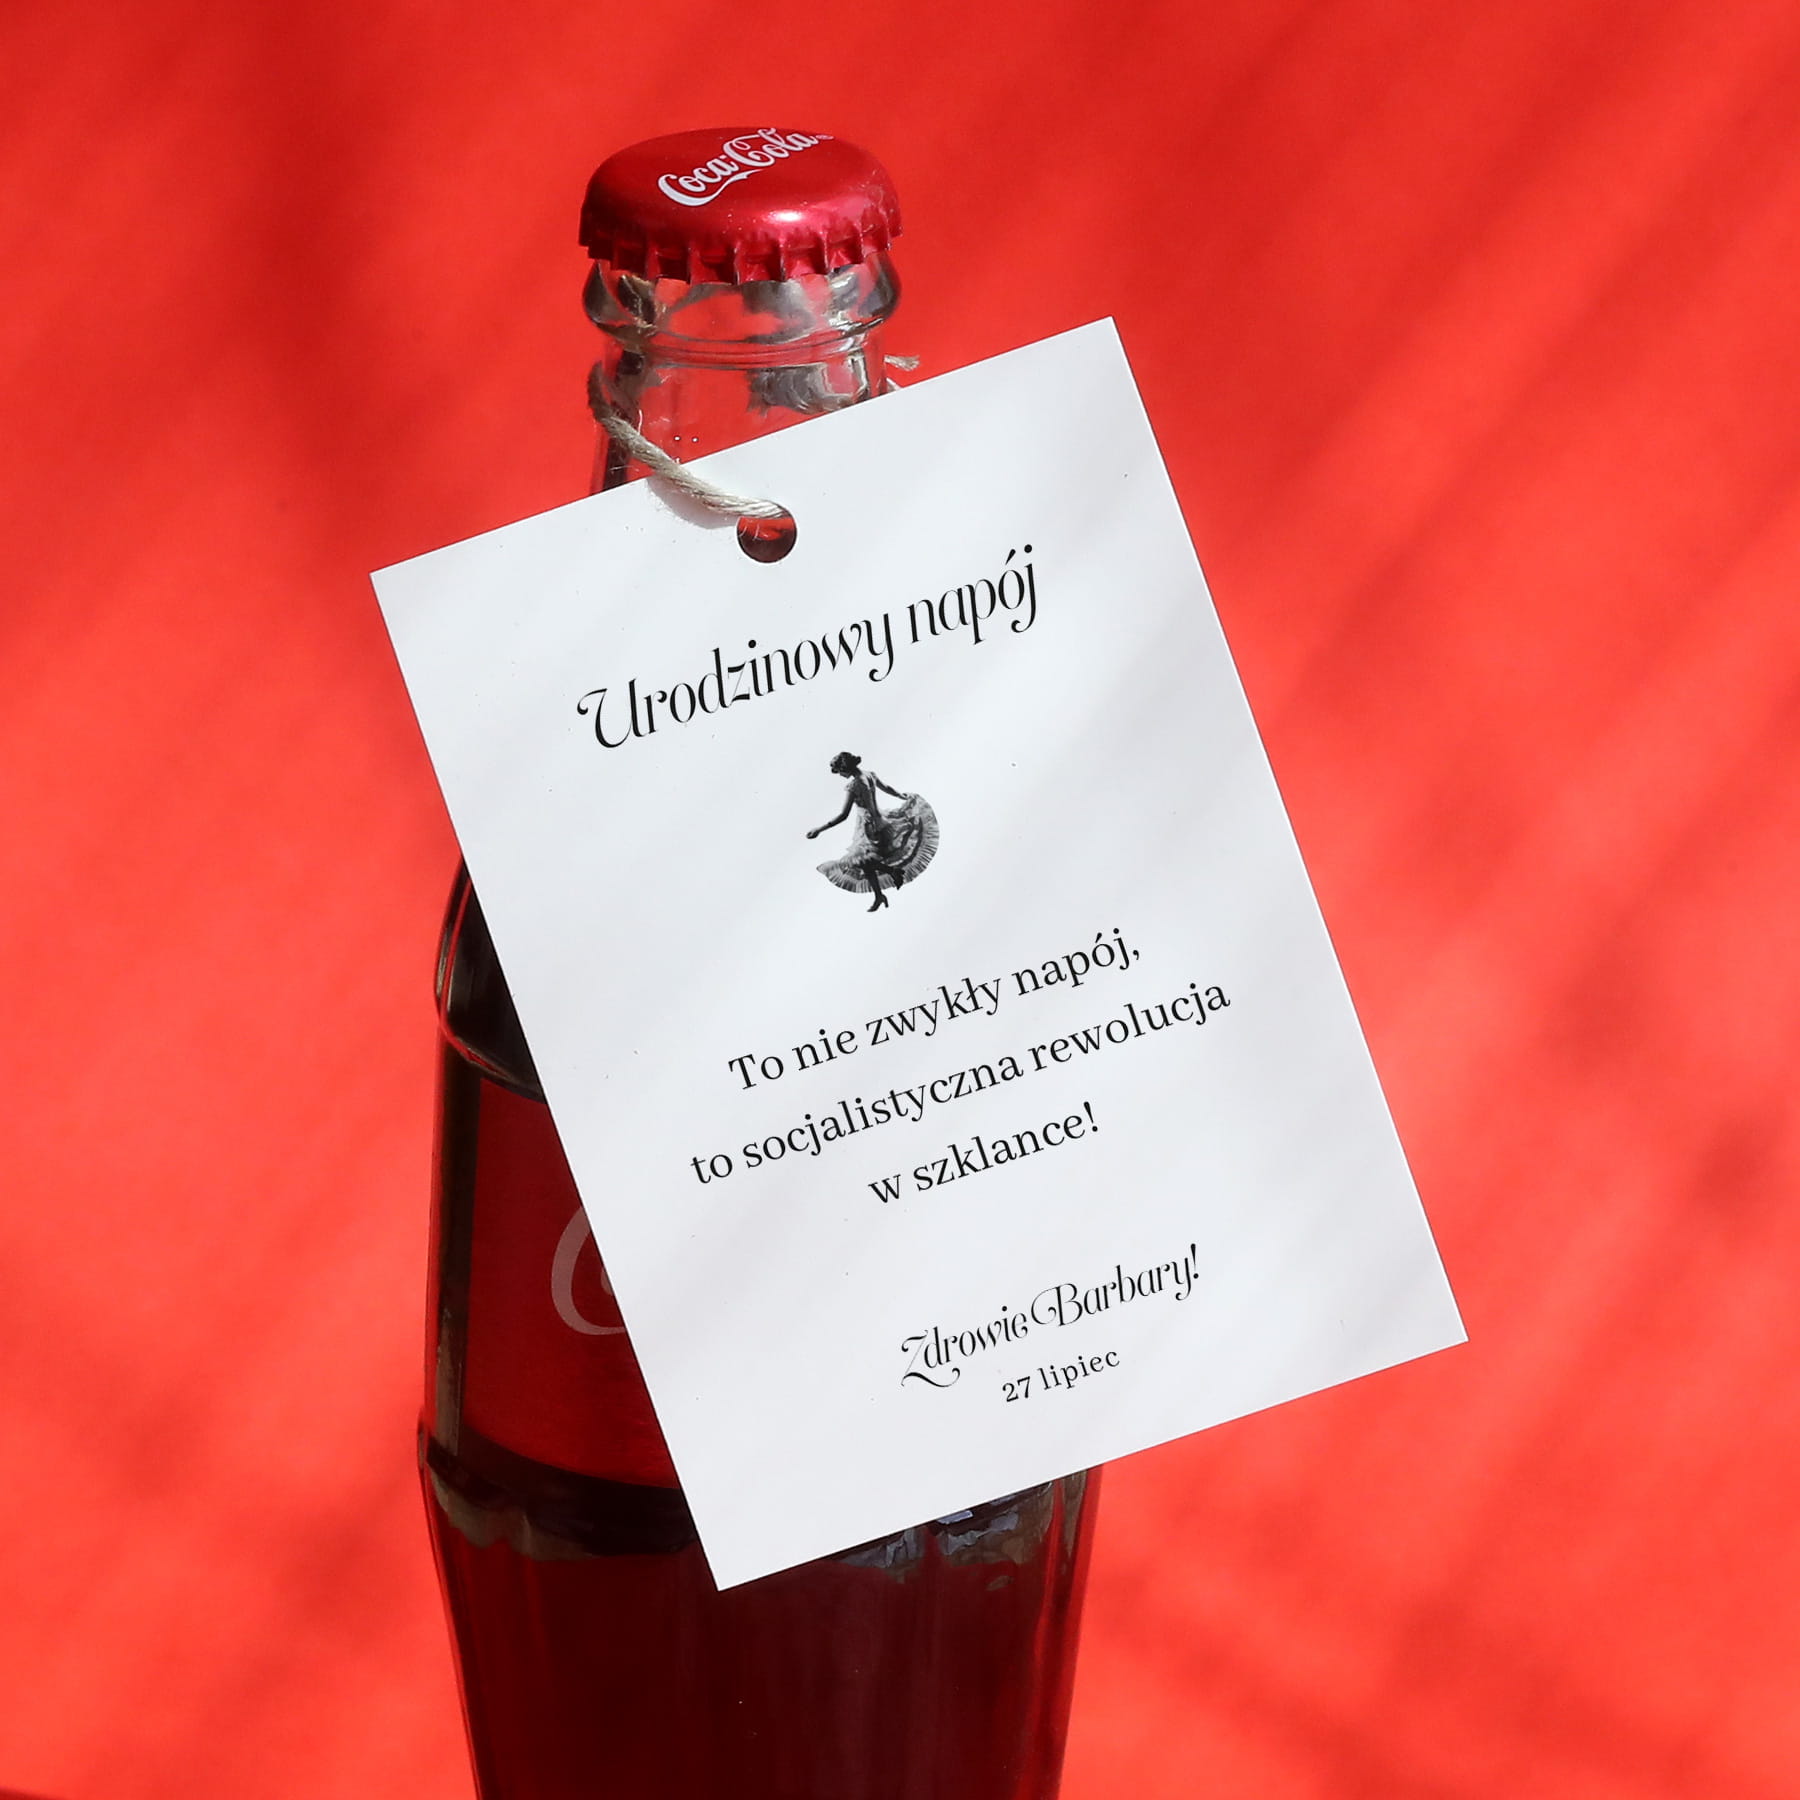 Coca-Cola
Urodzinowy napój
To nie zwykły napój,
to socjalistyczna rewolucja
w szklance!
Zdrowie Barbary!
27 lipiec